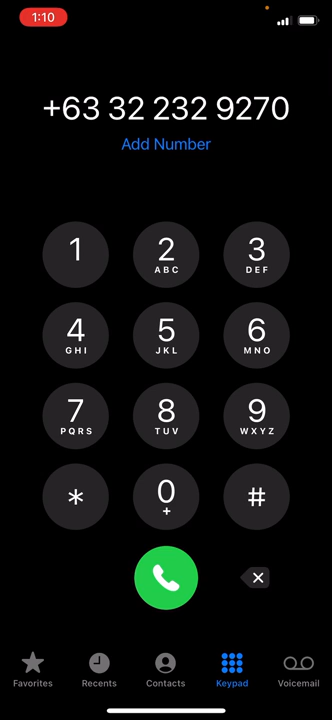 1:10
+63 32 232 9270
Add Number
1
2
ABC
3
DEF
4
GHI
5
JKL
6
MNO
7
PQRS
8
TUV
9
WXYZ
*
0
+
#
Favorites
Recents
Contacts
Keypad
Voicemail